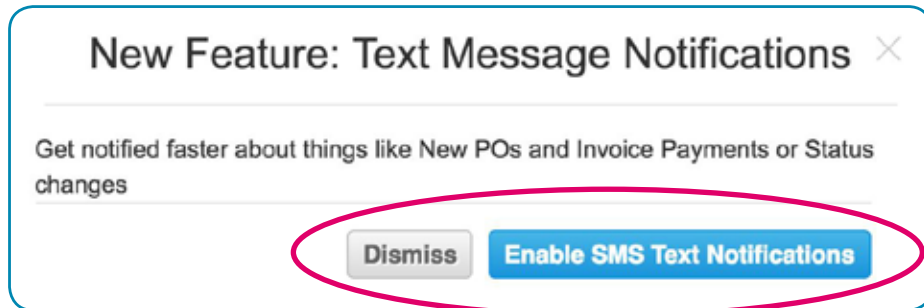 New Feature: Text Message Notifications
Get notified faster about things like New POs and Invoice Payments or Status
changes
Dismiss Enable SMS Text Notifications